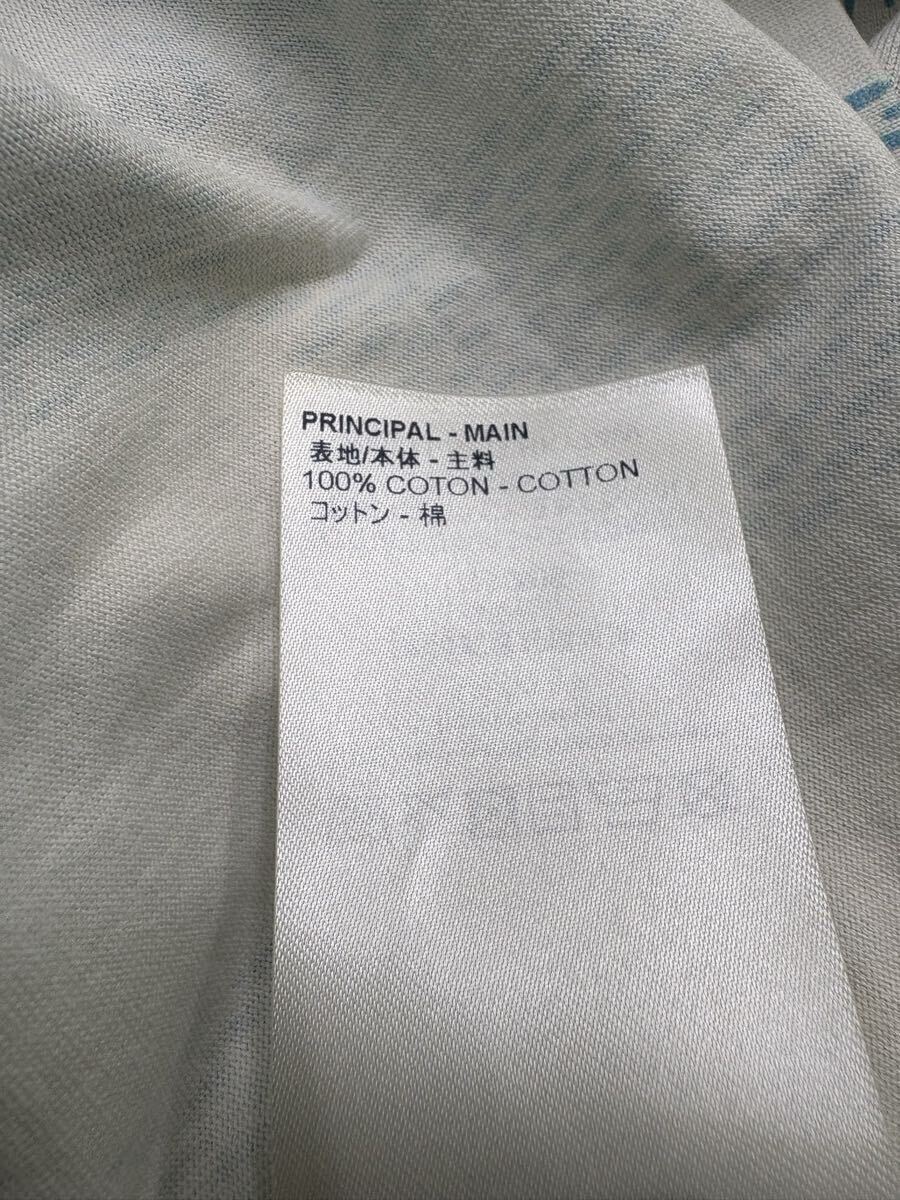 PRINCIPAL - MAIN
表地/本体 - 主料
100% COTON - COTTON
コットン - 棉